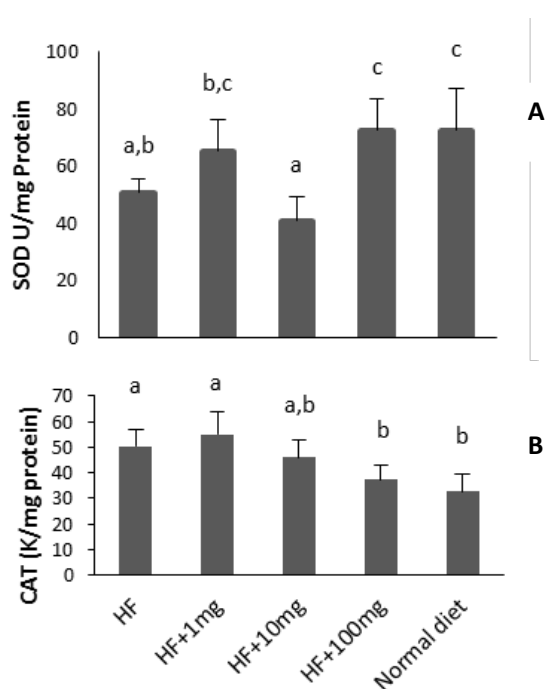 SOD U/mg Protein
100
80
60
40
20
0
a,b
b,c
a
c
c
A
CAT (K/mg protein)
70
60
50
40
30
20
10
0
a
a
a,b
b
b
B
HF
HF+1mg
HF+10mg
HF+100mg
Normal diet